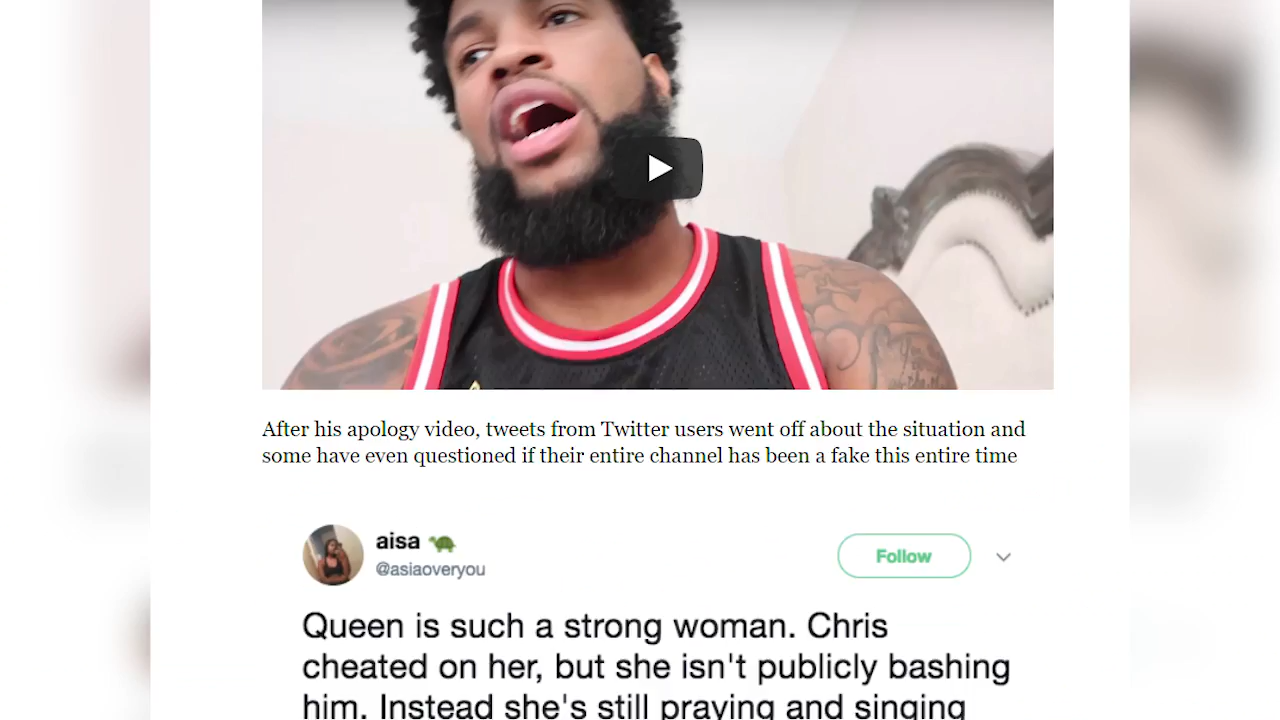 After his apology video, tweets from Twitter users went off about the situation and
some have even questioned if their entire channel has been a fake this entire time
aisa
@asiaoveryou
Follow
Queen is such a strong woman. Chris
cheated on her, but she isn't publicly bashing
him. Instead she's still praying and singing